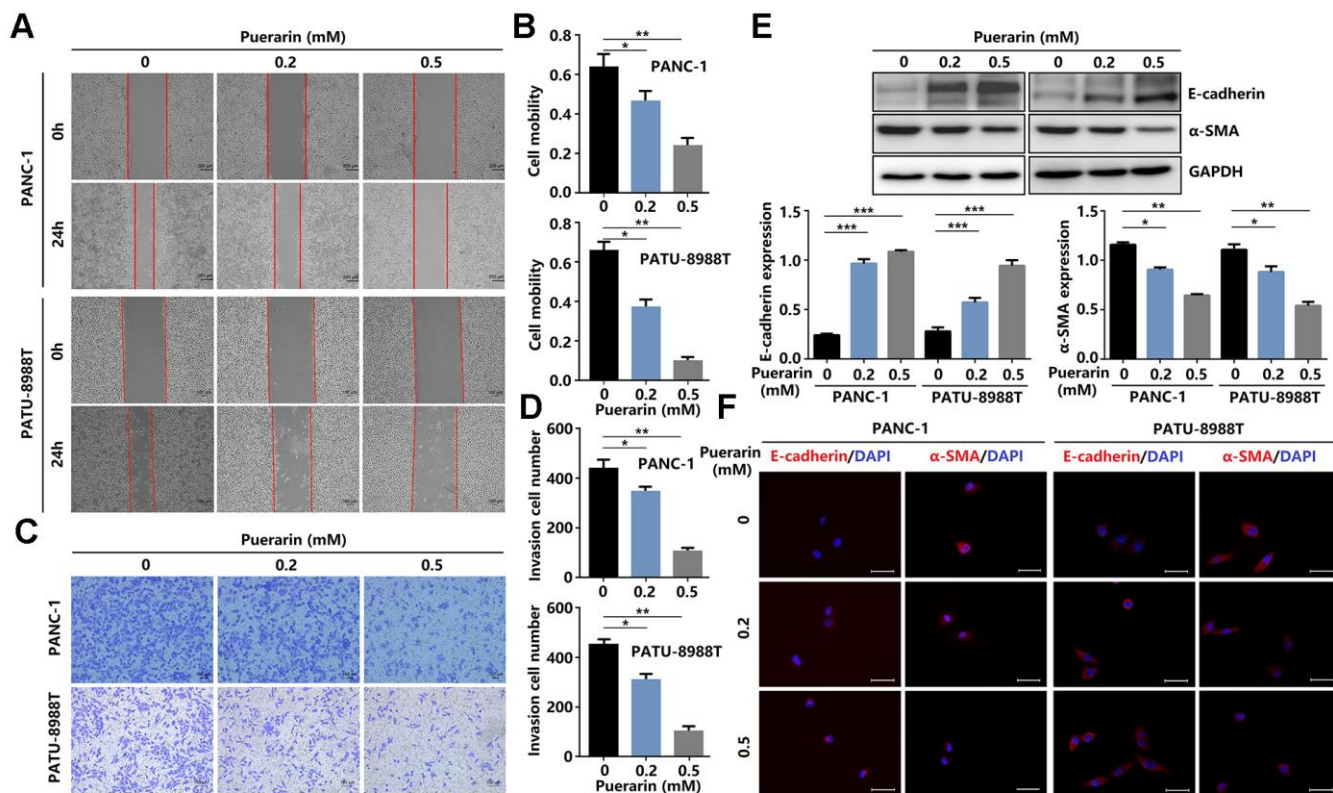 A
Puerarin (mM)
0 0.2 0.5
PANC-1
0h
24h
200 μm
PATU-8988T
0h
24h
100 μm
B
Cell mobility
0.8
0.6
0.4
0.2
0.0
**
*
PANC-1
0 0.2 0.5
Cell mobility
0.8
0.6
0.4
0.2
0.0
**
*
PATU-8988T
0 0.2 0.5
Puerarin (mM)
C
Puerarin (mM)
0 0.2 0.5
PANC-1
PATU-8988T
D
Invasion cell number
600
400
200
0
**
*
PANC-1
0 0.2 0.5
Invasion cell number
600
400
200
0
**
*
PATU-8988T
0 0.2 0.5
Puerarin (mM)
E
Puerarin (mM)
0 0.2 0.5 0 0.2 0.5
E-cadherin
α-SMA
GAPDH
E-cadherin expression
1.5
1.0
0.5
0.0
*** ***
*** ***
Puerarin 0 0.2 0.5 0 0.2 0.5
(mM)
PANC-1 PATU-8988T
α-SMA expression
1.5
1.0
0.5
0.0
** **
* *
Puerarin 0 0.2 0.5 0 0.2 0.5
(mM)
PANC-1 PATU-8988T
F
PANC-1 PATU-8988T
Puerarin
(mM)
E-cadherin/DAPI α-SMA/DAPI E-cadherin/DAPI α-SMA/DAPI
0
0.2
0.5